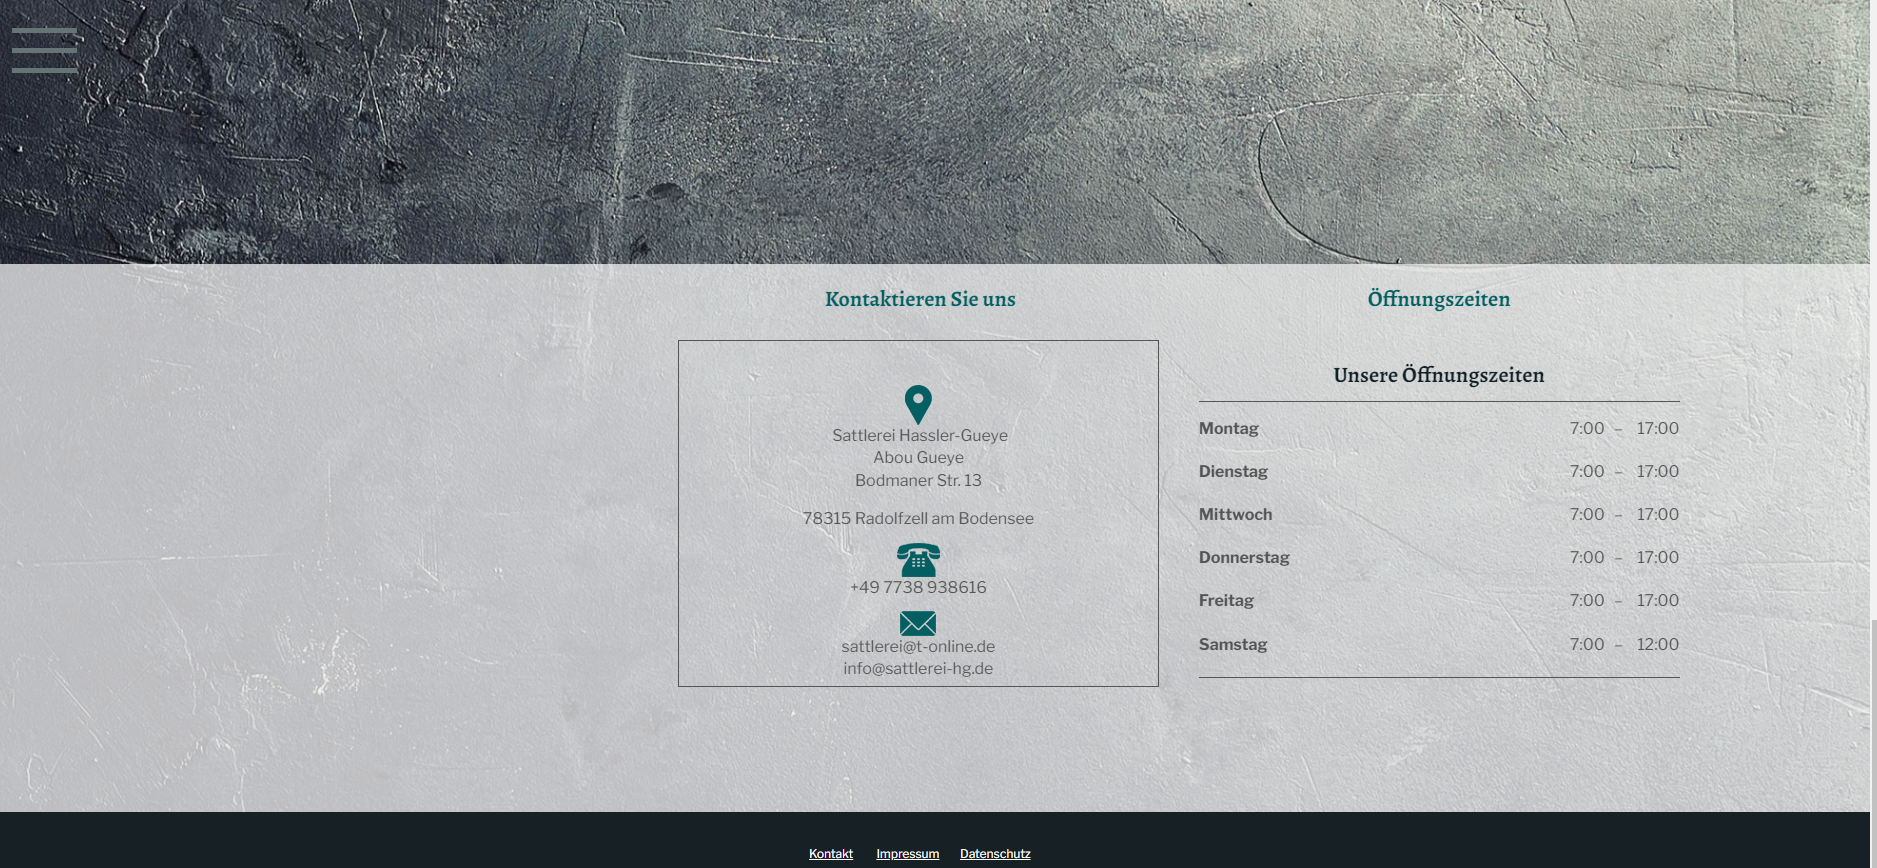 Kontaktieren Sie uns
Sattlerei Hassler-Gueye
Abou Gueye
Bodmaner Str. 13
78315 Radolfzell am Bodensee
+49 7738 938616
sattlerei@t-online.de
info@sattlerei-hg.de
Öffnungszeiten
Unsere Öffnungszeiten
Montag 7:00 – 17:00
Dienstag 7:00 – 17:00
Mittwoch 7:00 – 17:00
Donnerstag 7:00 – 17:00
Freitag 7:00 – 17:00
Samstag 7:00 – 12:00
Kontakt Impressum Datenschutz